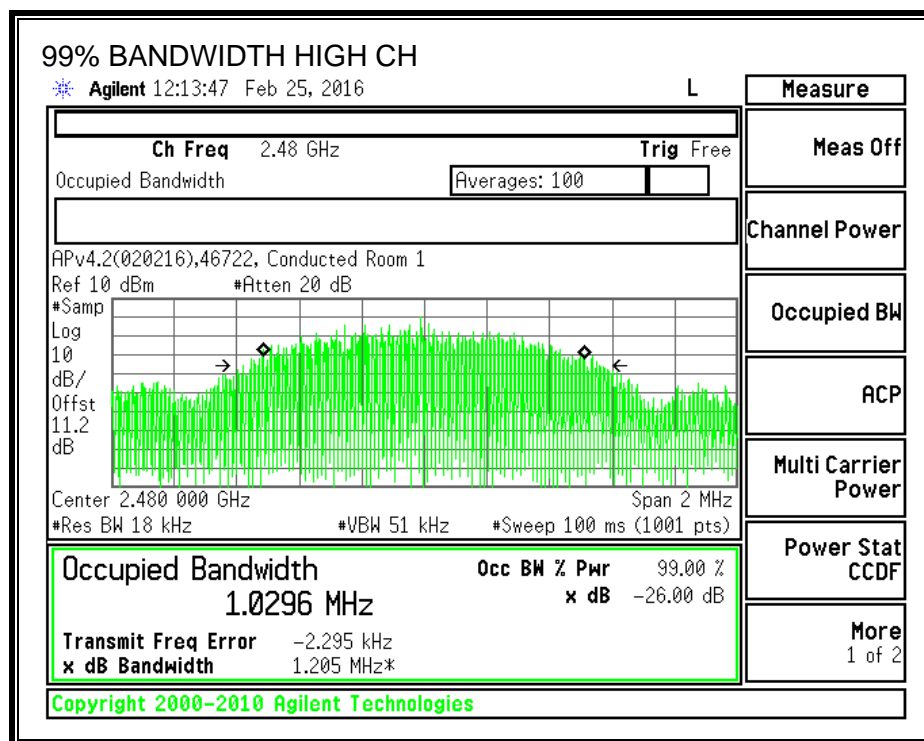 99% BANDWIDTH HIGH CH
Agilent 12:13:47 Feb 25, 2016 L
Measure
Ch Freq 2.48 GHz Trig Free
Meas Off
Occupied Bandwidth Averages: 100
Channel Power
APv4.2(020216),46722, Conducted Room 1
Ref 10 dBm #Atten 20 dB
#Samp
Log
10
dB/
Offst
11.2
dB
Occupied BW
ACP
Multi Carrier
Power
Center 2.480 000 GHz Span 2 MHz
#Res BW 18 kHz #VBW 51 kHz #Sweep 100 ms (1001 pts)
Power Stat
CCDF
Occupied Bandwidth Occ BW % Pwr 99.00 %
1.0296 MHz x dB -26.00 dB
Transmit Freq Error -2.295 kHz
x dB Bandwidth 1.205 MHz*
More
1 of 2
Copyright 2000-2010 Agilent Technologies